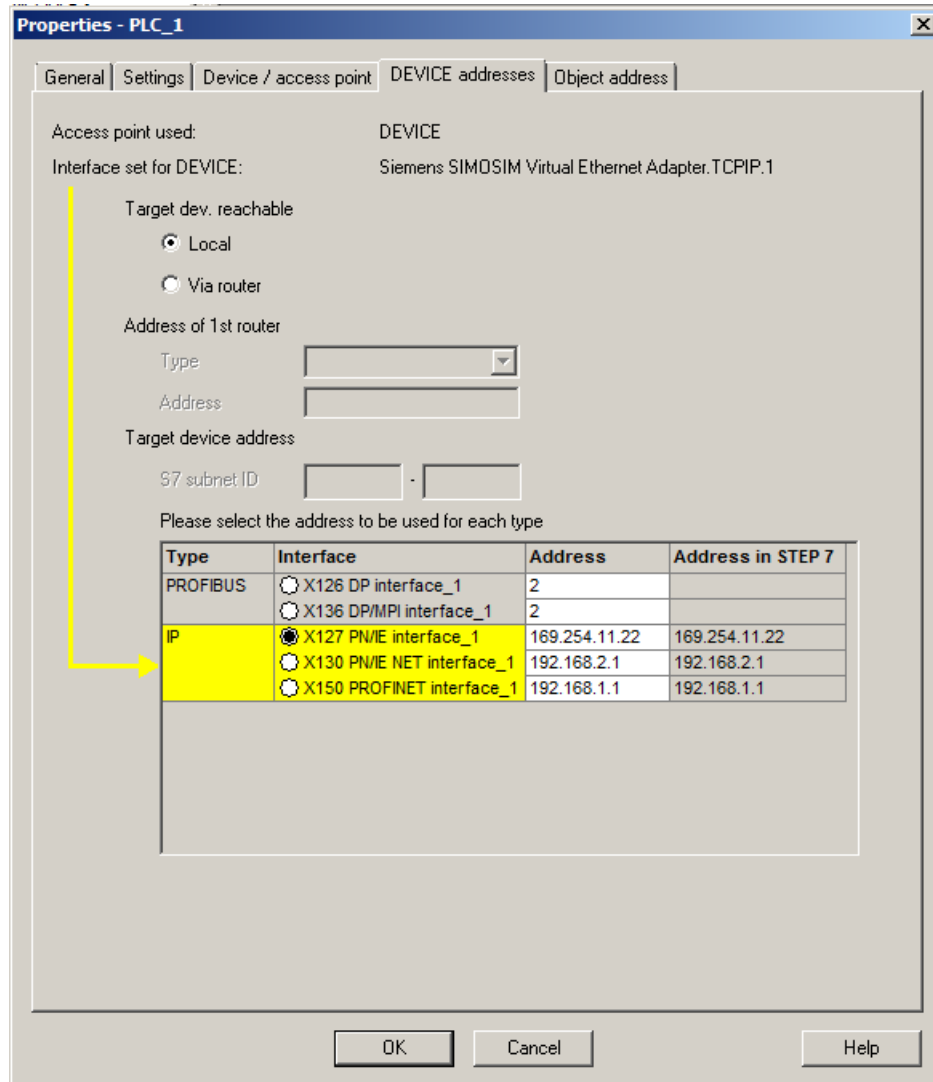 Properties - PLC_1
General Settings Device / access point DEVICE addresses Object address
Access point used: DEVICE
Interface set for DEVICE: Siemens SIMOSIM Virtual Ethernet Adapter.TCPIP.1
Target dev. reachable
Local
Via router
Address of 1st router
Type
Address
Target device address
S7 subnet ID -
Please select the address to be used for each type
Type Interface Address Address in STEP 7
PROFIBUS X126 DP interface_1 2
X136 DP/MPI interface_1 2
IP X127 PN/IE interface_1 169.254.11.22 169.254.11.22
X130 PN/IE NET interface_1 192.168.2.1 192.168.2.1
X150 PROFINET interface_1 192.168.1.1 192.168.1.1
OK Cancel Help